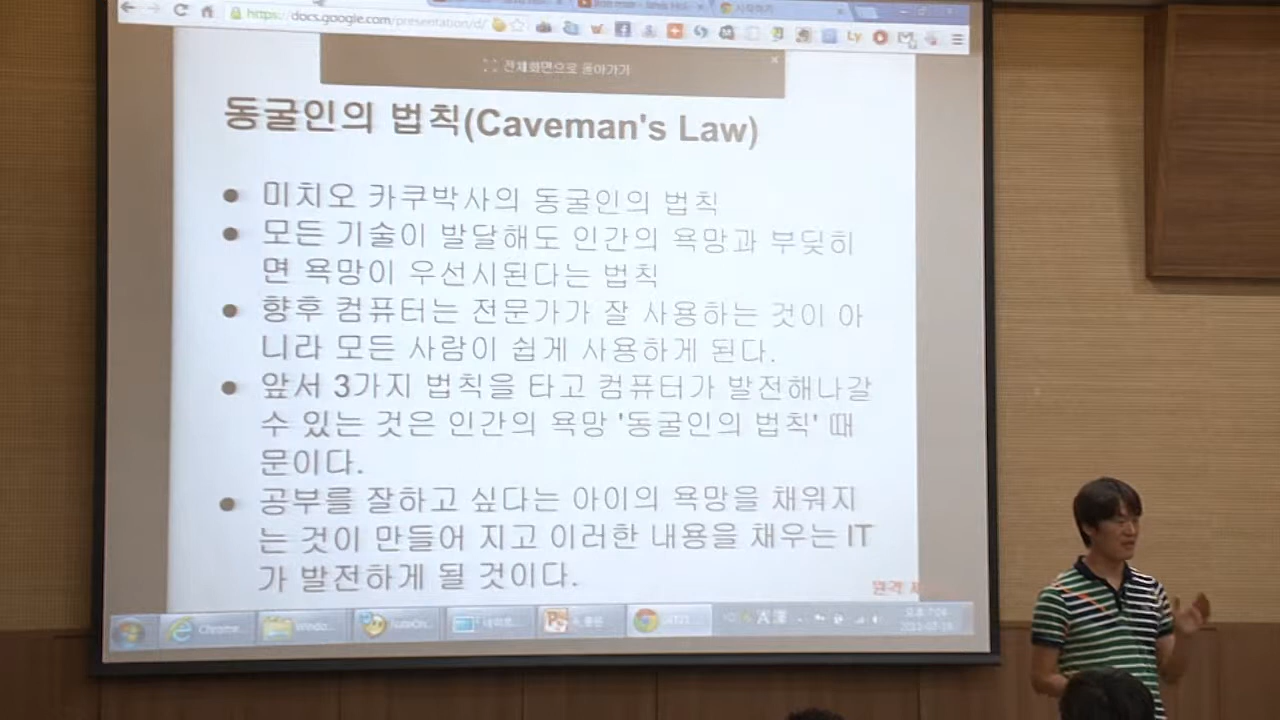 시작하기
https://docs.google.com/presentation/d/
전체화면으로 돌아가기
동굴인의 법칙(Caveman's Law)
미치오 카쿠박사의 동굴인의 법칙
모든 기술이 발달해도 인간의 욕망과 부딪히
면 욕망이 우선시된다는 법칙
향후 컴퓨터는 전문가가 잘 사용하는 것이 아
니라 모든 사람이 쉽게 사용하게 된다.
앞서 3가지 법칙을 타고 컴퓨터가 발전해나갈
수 있는 것은 인간의 욕망 '동굴인의 법칙' 때
문이다.
공부를 잘하고 싶다는 아이의 욕망을 채워지
는 것이 만들어 지고 이러한 내용을 채우는 IT
가 발전하게 될 것이다.
원격
Chrome...
Windo...